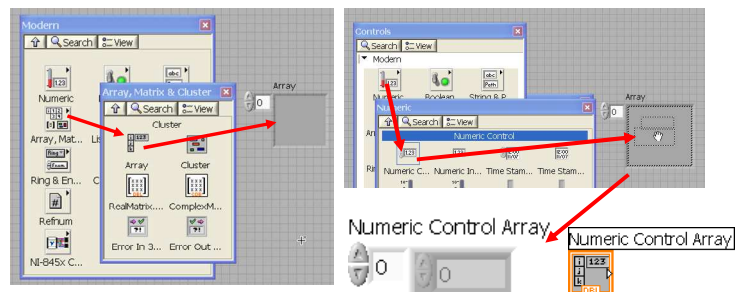 Modern
Search View
Numeric
Array, Mat...
Ring & En...
Refnum
NI-845x C...
Array, Matrix & Cluster
Search View
Cluster
Array Cluster
RealMatrix.... ComplexM...
Error In 3... Error Out ...
Array
0
Controls
Search View
Modern
Numeric Boolean String & P
Numeric
Search View
Numeric Control
Numeric C... Numeric In... Time Stam... Time Stam...
Array
0
Numeric Control Array
0 0
Numeric Control Array
123
DBL